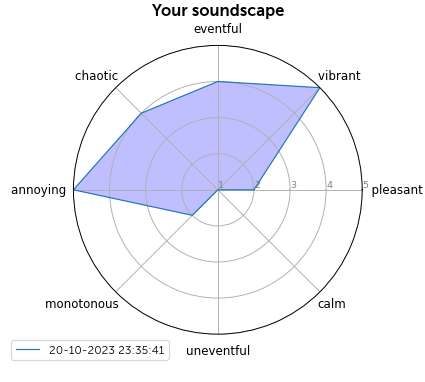 Your soundscape
eventful
chaotic
vibrant
annoying
1 2 3 4 5
pleasant
monotonous
calm
uneventful
20-10-2023 23:35:41